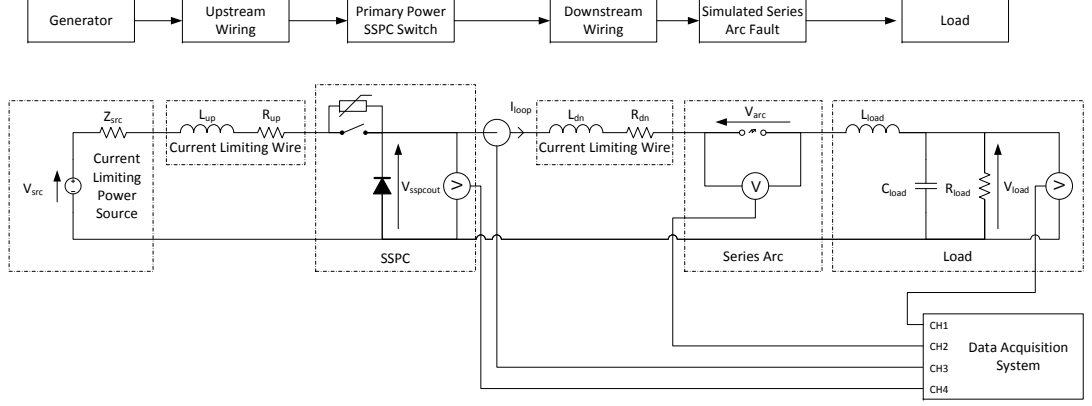 Generator
Upstream
Wiring
Primary Power
SSPC Switch
Downstream
Wiring
Simulated Series
Arc Fault
Load
Zsrc
Current
Limiting
Power
Source
Vsrc
Lup
Rup
Current Limiting Wire
Vsspcout
V
SSPC
Iloop
Ldn
Rdn
Current Limiting Wire
Varc
V
Series Arc
Lload
Cload
Rload
Vload
V
Load
CH1
CH2
CH3
CH4
Data Acquisition
System